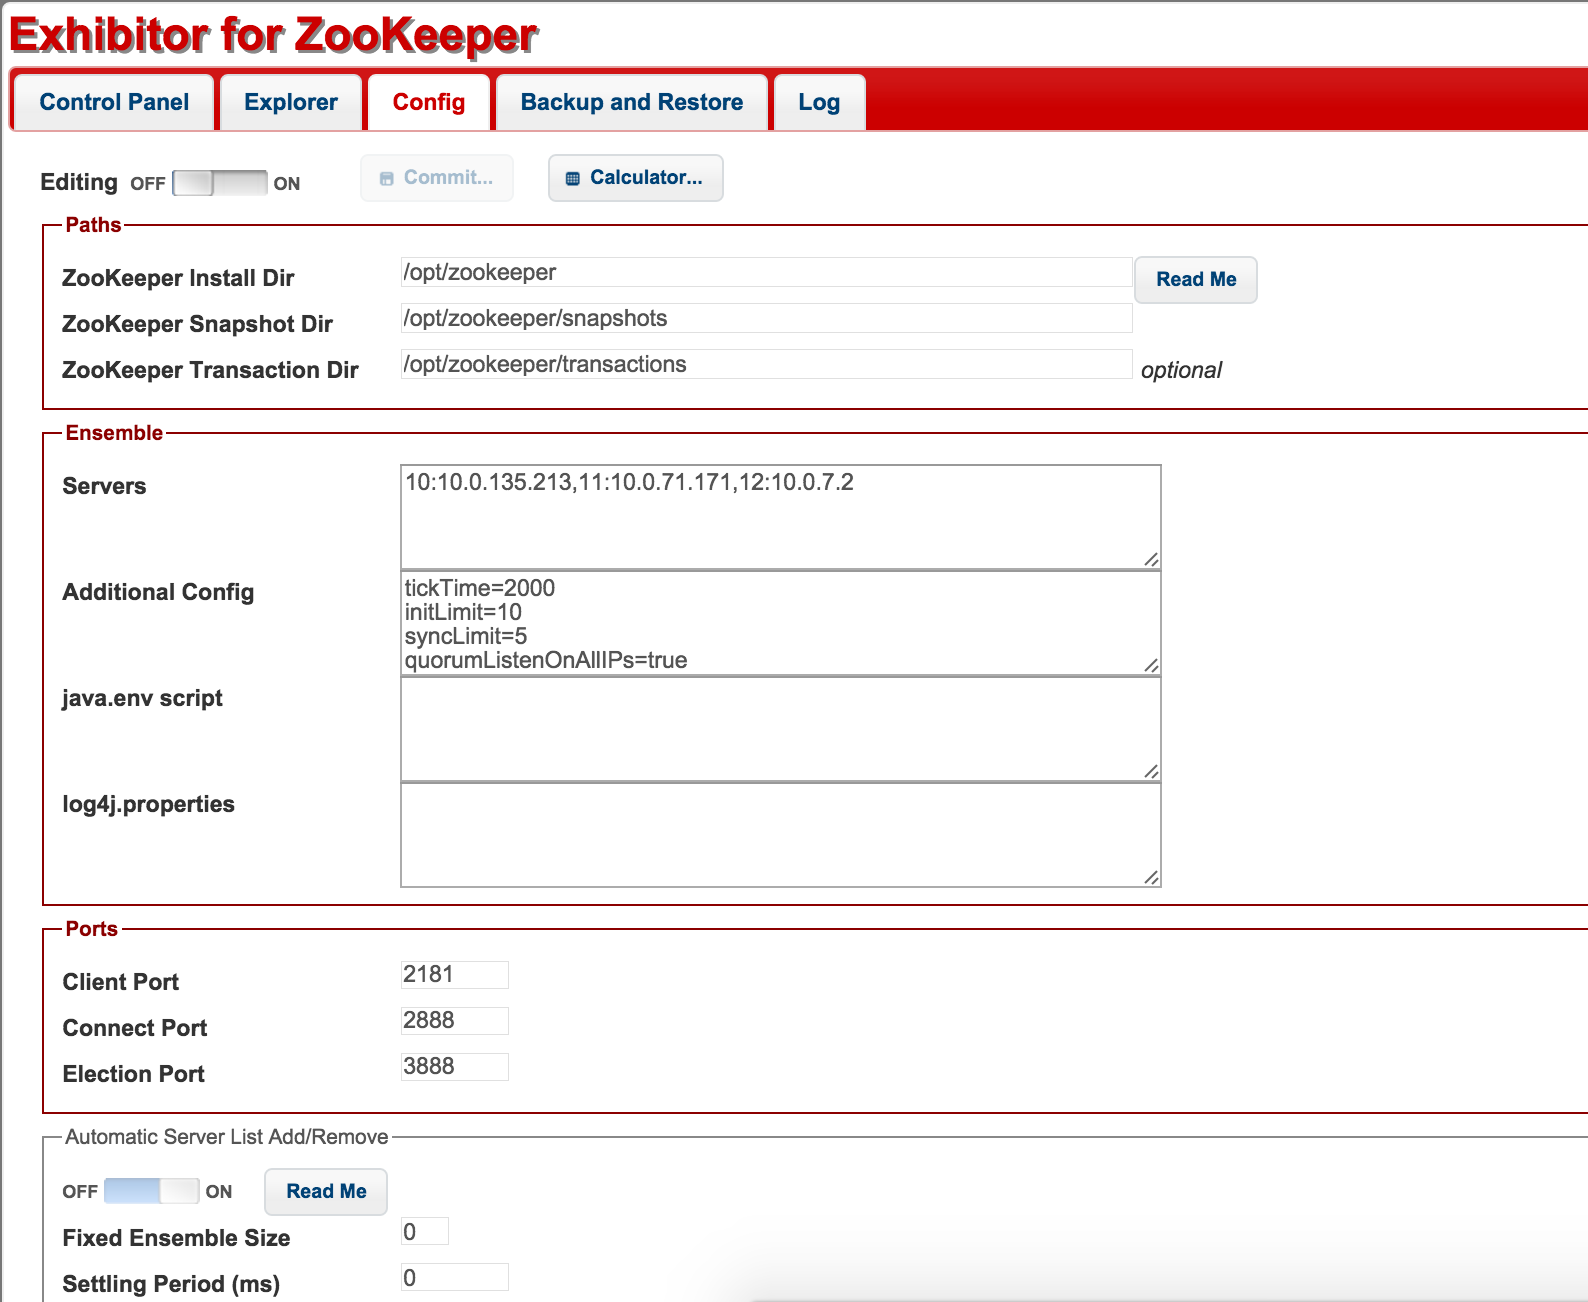 Exhibitor for ZooKeeper
Control Panel Explorer Config Backup and Restore Log
Editing OFF ON Commit... Calculator...
Paths
ZooKeeper Install Dir /opt/zookeeper Read Me
ZooKeeper Snapshot Dir /opt/zookeeper/snapshots
ZooKeeper Transaction Dir /opt/zookeeper/transactions optional
Ensemble
Servers 10:10.0.135.213,11:10.0.71.171,12:10.0.7.2
Additional Config tickTime=2000
initLimit=10
syncLimit=5
quorumListenOnAllIPs=true
java.env script
log4j.properties
Ports
Client Port 2181
Connect Port 2888
Election Port 3888
Automatic Server List Add/Remove
OFF ON Read Me
Fixed Ensemble Size 0
Settling Period (ms) 0